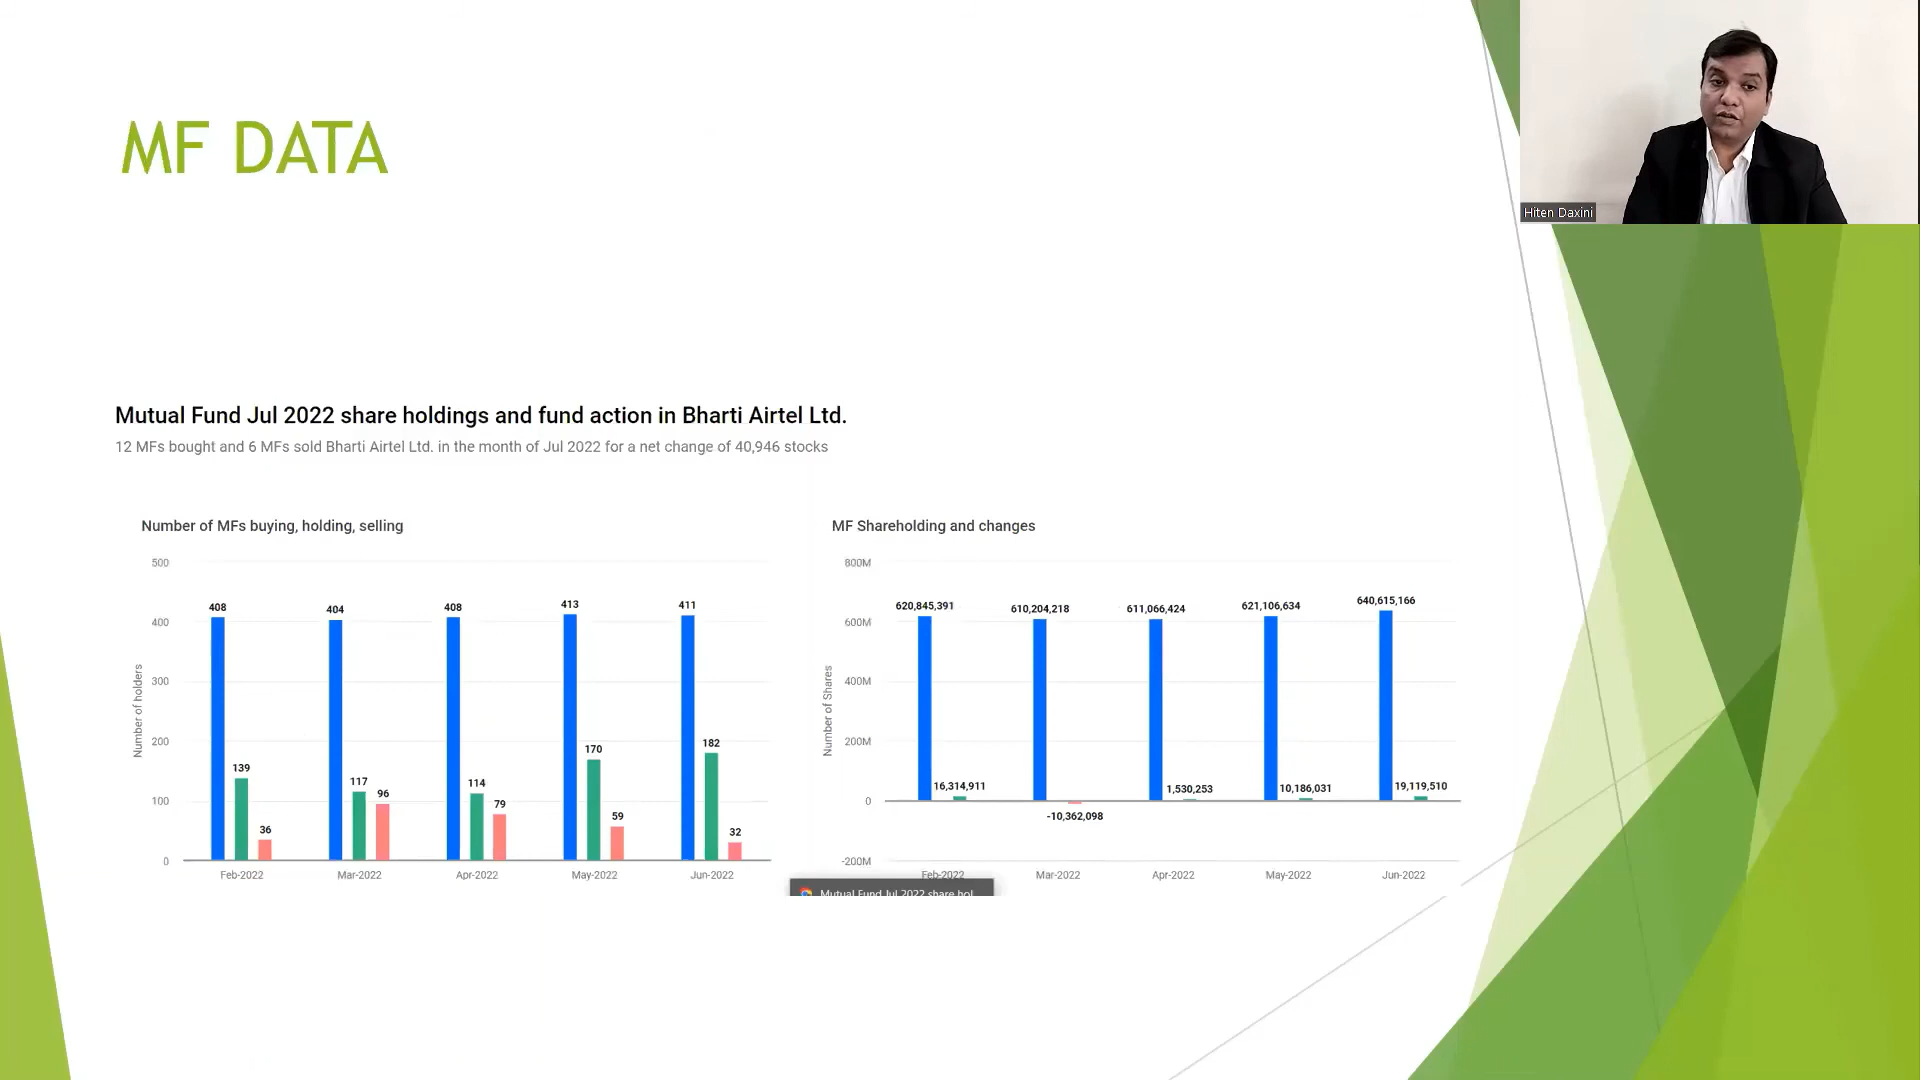 MF DATA
Hiten Daxini
Mutual Fund Jul 2022 share holdings and fund action in Bharti Airtel Ltd.
12 MFs bought and 6 MFs sold Bharti Airtel Ltd. in the month of Jul 2022 for a net change of 40,946 stocks
Number of MFs buying, holding, selling
Number of holders
500
400
300
200
100
0
408
139
36
404
117
96
408
114
79
413
170
59
411
182
32
Feb-2022
Mar-2022
Apr-2022
May-2022
Jun-2022
MF Shareholding and changes
Number of Shares
800M
600M
400M
200M
0
-200M
620,845,391
16,314,911
610,204,218
-10,362,098
611,066,424
1,530,253
621,106,634
10,186,031
640,615,166
19,119,510
Feb-2022
Mar-2022
Apr-2022
May-2022
Jun-2022
Mutual Fund Jul 2022 share hol